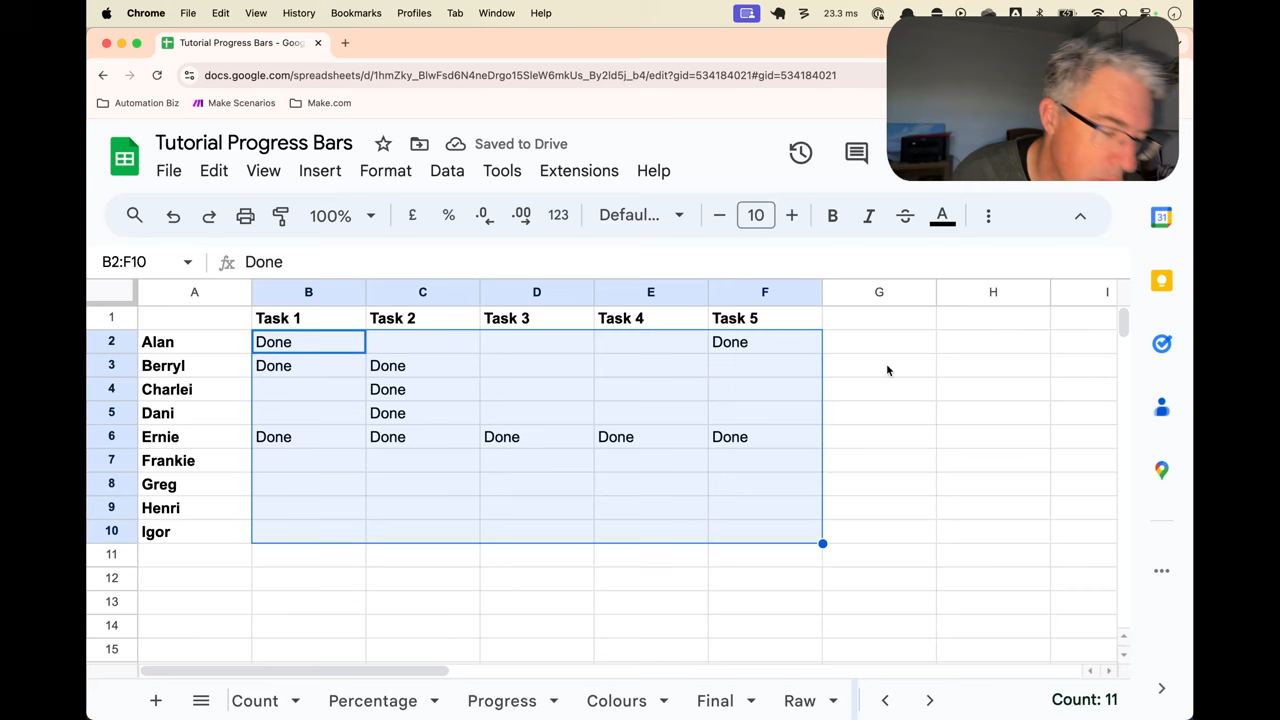 Chrome File Edit View History Bookmarks Profiles Tab Window Help 23.3 ms
Tutorial Progress Bars - Goog
docs.google.com/spreadsheets/d/1hmZky_BlwFsd6N4neDrgo15SleW6mkUs_By2ld5j_b4/edit?gid=534184021#gid=534184021
Automation Biz Make Scenarios Make.com
Tutorial Progress Bars Saved to Drive
File Edit View Insert Format Data Tools Extensions Help
100% £ % .0 .00 123 Defaul... 10 B I S A
B2:F10 fx Done
A B C D E F G H I
1 Task 1 Task 2 Task 3 Task 4 Task 5
2 Alan Done Done
3 Berryl Done Done
4 Charlei Done
5 Dani Done
6 Ernie Done Done Done Done Done
7 Frankie
8 Greg
9 Henri
10 Igor
11
12
13
14
15
Count Percentage Progress Colours Final Raw Count: 11
31